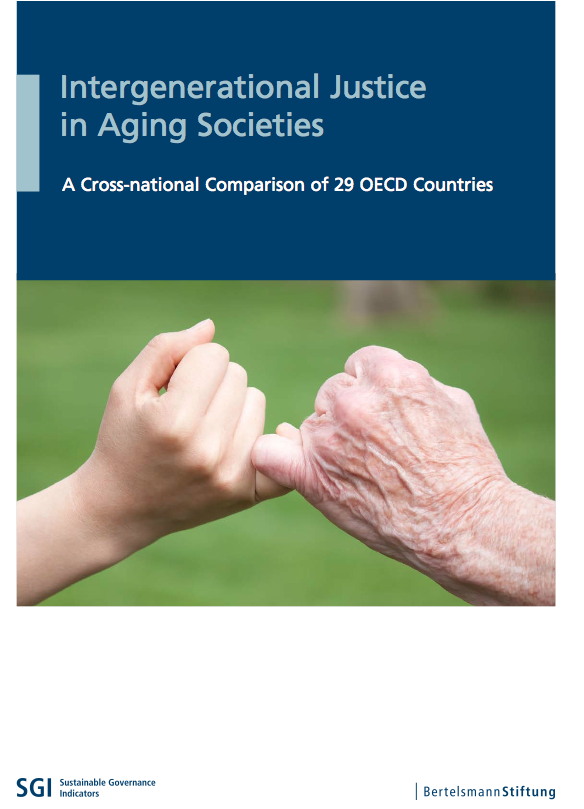 Intergenerational Justice
in Aging Societies
A Cross-national Comparison of 29 OECD Countries
SGI
Sustainable Governance
Indicators
BertelsmannStiftung